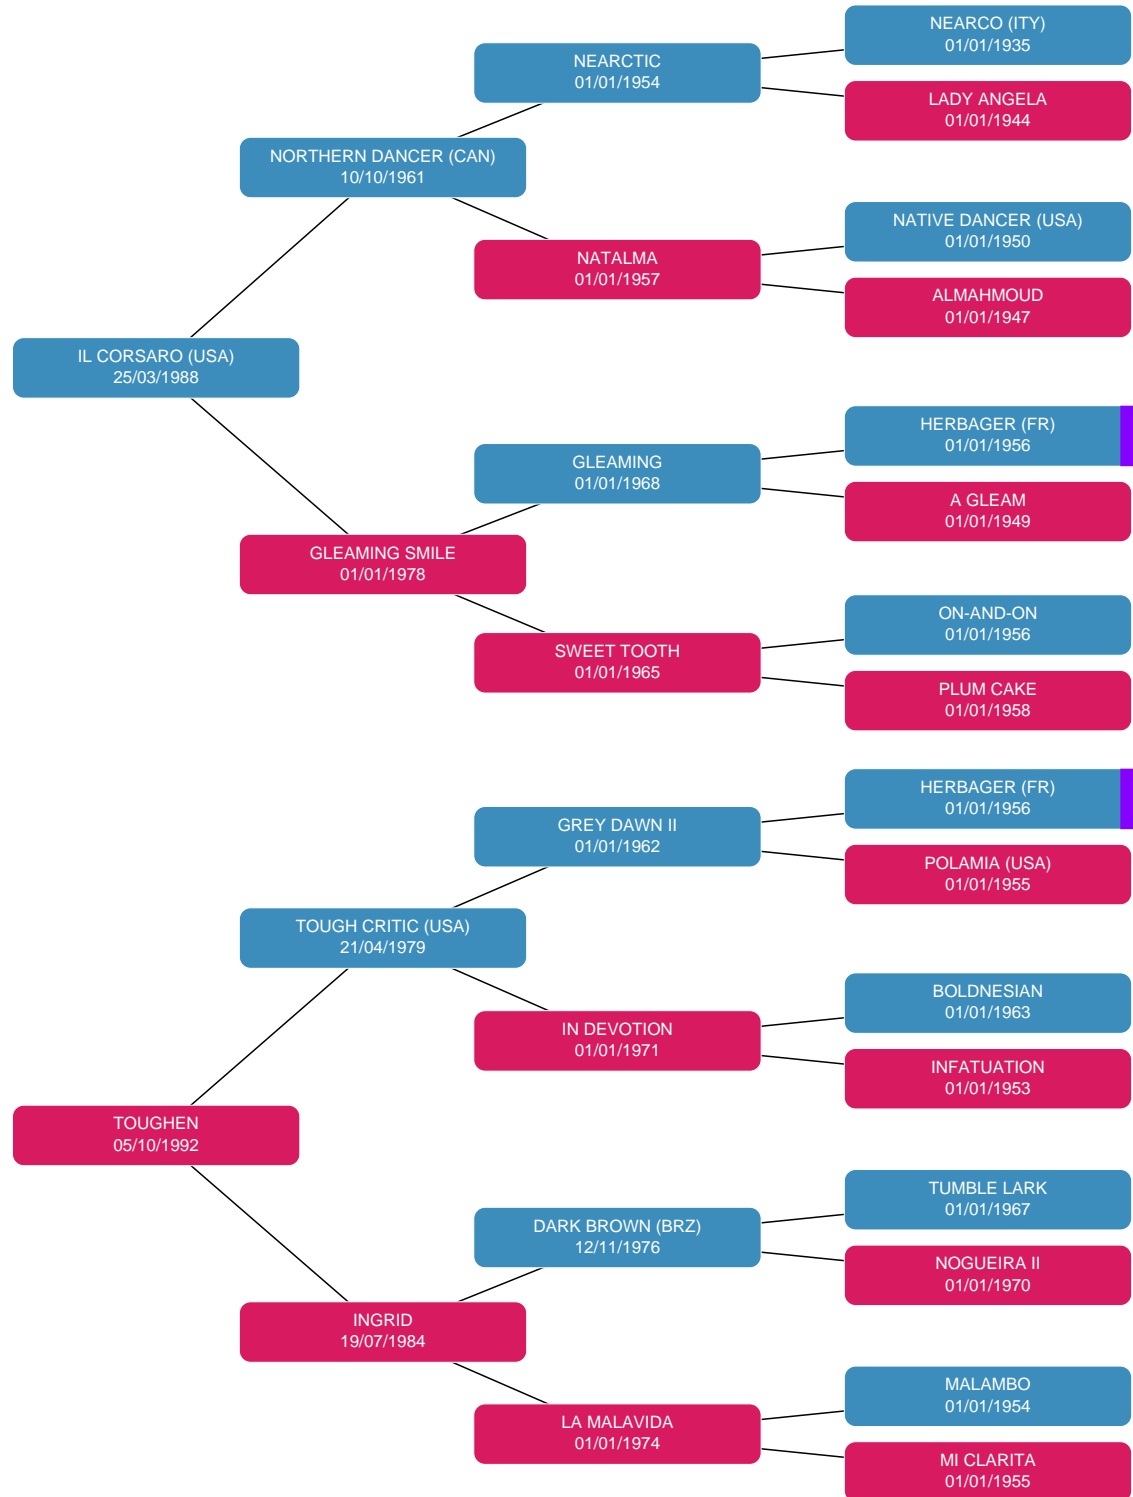 NEARCO (ITY)
01/01/1935
NEARCTIC
01/01/1954
LADY ANGELA
01/01/1944
NORTHERN DANCER (CAN)
10/10/1961
NATIVE DANCER (USA)
01/01/1950
NATALMA
01/01/1957
ALMAHMOUD
01/01/1947
IL CORSARO (USA)
25/03/1988
HERBAGER (FR)
01/01/1956
GLEAMING
01/01/1968
A GLEAM
01/01/1949
GLEAMING SMILE
01/01/1978
ON-AND-ON
01/01/1956
SWEET TOOTH
01/01/1965
PLUM CAKE
01/01/1958
HERBAGER (FR)
01/01/1956
GREY DAWN II
01/01/1962
POLAMIA (USA)
01/01/1955
TOUGH CRITIC (USA)
21/04/1979
BOLDNESIAN
01/01/1963
IN DEVOTION
01/01/1971
INFATUATION
01/01/1953
TOUGHEN
05/10/1992
TUMBLE LARK
01/01/1967
DARK BROWN (BRZ)
12/11/1976
NOGUEIRA II
01/01/1970
INGRID
19/07/1984
MALAMBO
01/01/1954
LA MALAVIDA
01/01/1974
MI CLARITA
01/01/1955